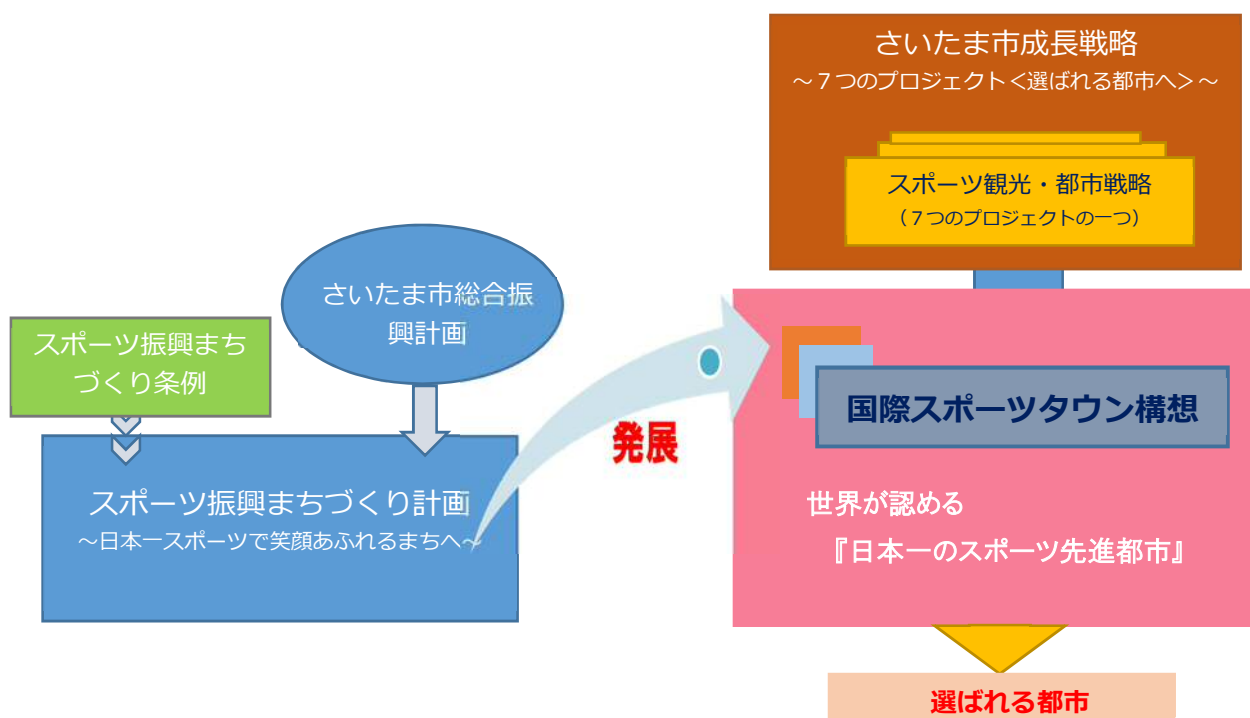 さいたま市成長戦略
～７つのプロジェクト＜選ばれる都市へ＞～
スポーツ観光・都市戦略
（７つのプロジェクトの一つ）
さいたま市総合振
興計画
スポーツ振興まち
づくり条例
スポーツ振興まちづくり計画
～日本一スポーツで笑顔あふれるまちへ～
発展
国際スポーツタウン構想
世界が認める
『日本一のスポーツ先進都市』
選ばれる都市